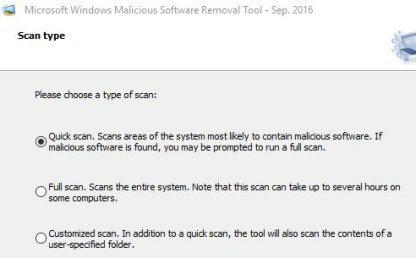 Microsoft Windows Malicious Software Removal Tool - Sep. 2016
Scan type
Please choose a type of scan:
Quick scan. Scans areas of the system most likely to contain malicious software. If
malicious software is found, you may be prompted to run a full scan.
Full scan. Scans the entire system. Note that this scan can take up to several hours on
some computers.
Customized scan. In addition to a quick scan, the tool will also scan the contents of a
user-specified folder.